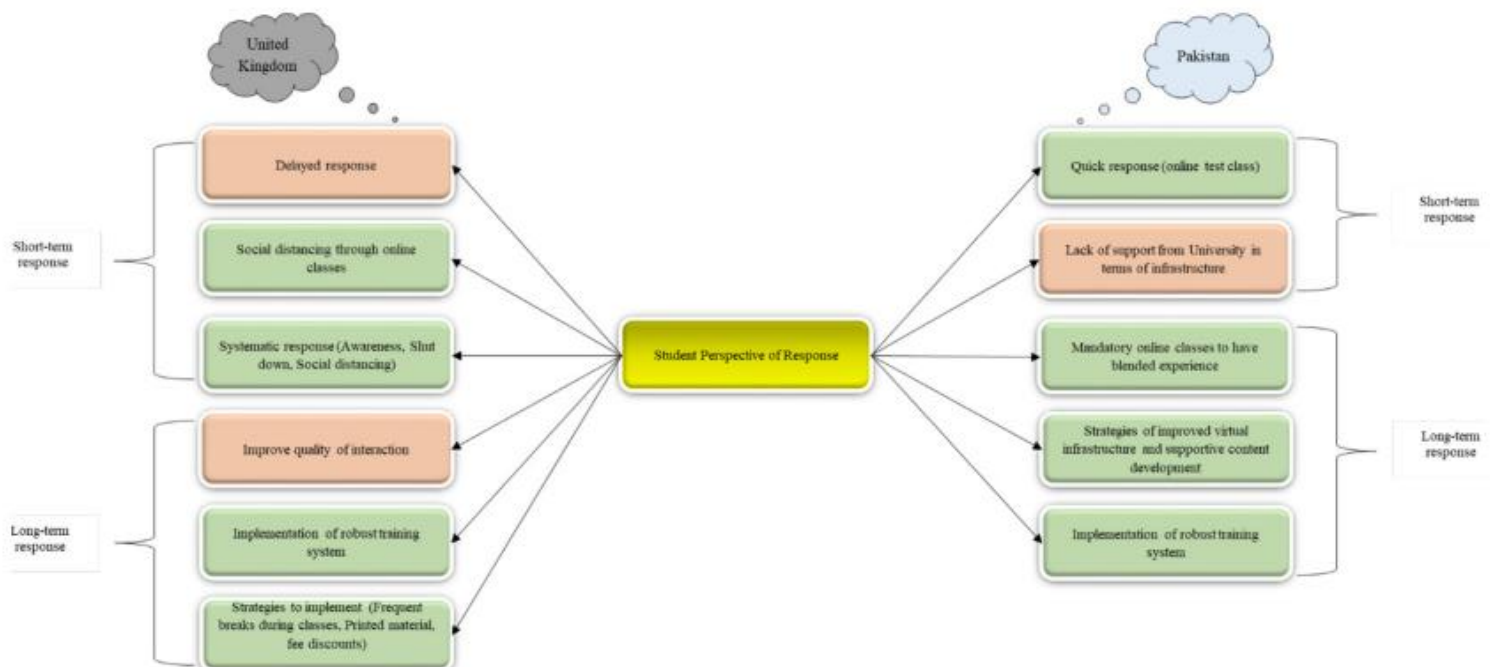 United
Kingdom
Pakistan
Delayed response
Quick response (online test class)
Short-term
response
Social distancing through online
classes
Lack of support from University in
terms of infrastructure
Short-term
response
Systematic response (Awareness, Shut
down, Social distancing)
Student Perspective of Response
Mandatory online classes to have
blended experience
Improve quality of interaction
Strategies of improved virtual
infrastructure and supportive content
development
Long-term
response
Long-term
response
Implementation of robust training
system
Implementation of robust training
system
Strategies to implement (Frequent
breaks during classes, Printed material,
fee discounts)